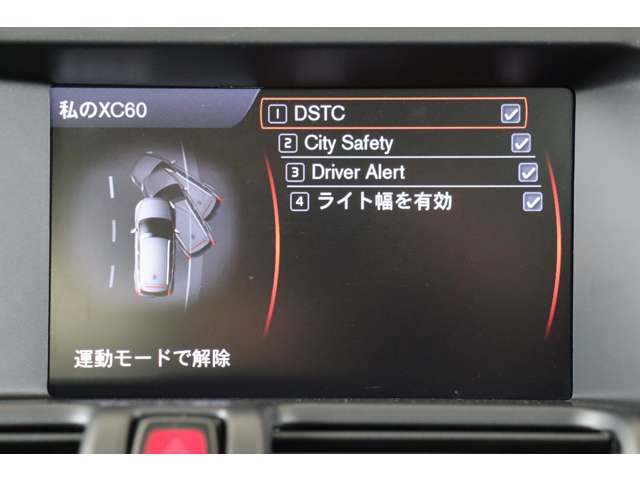 私のXC60
1 DSTC
2 City Safety
3 Driver Alert
4 ライト幅を有効
運動モードで解除